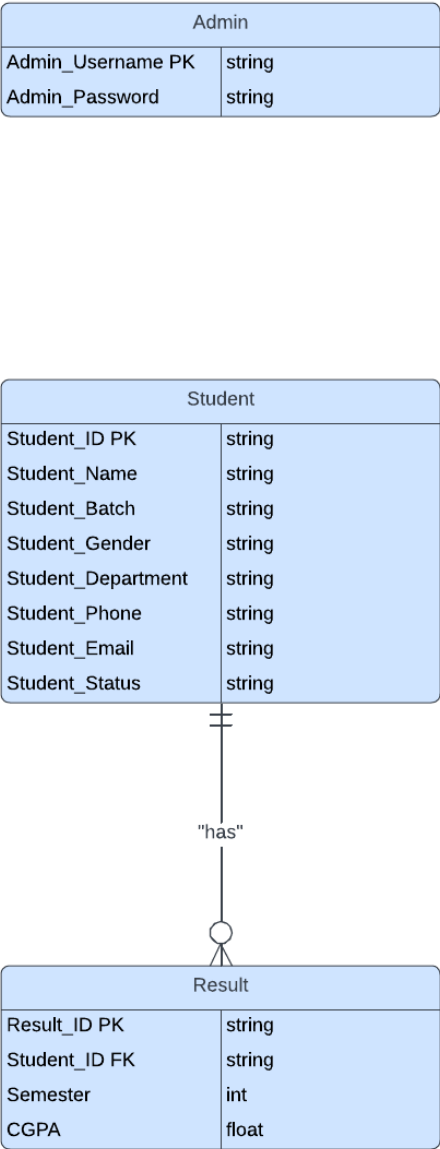 Admin
Admin_Username PK string
Admin_Password string
Student
Student_ID PK string
Student_Name string
Student_Batch string
Student_Gender string
Student_Department string
Student_Phone string
Student_Email string
Student_Status string
"has"
Result
Result_ID PK string
Student_ID FK string
Semester int
CGPA float